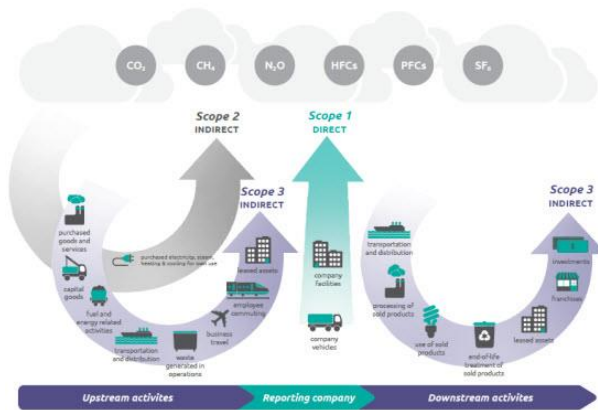 CO₂
CH₄
N₂O
HFCs
PFCs
SF₆
Scope 2
INDIRECT
Scope 1
DIRECT
Scope 3
INDIRECT
Scope 3
INDIRECT
purchased
goods and
services
capital
goods
fuel and
energy related
activities
transportation
and distribution
waste
generated in
operations
business
travel
employee
commuting
leased assets
purchased electricity, steam,
heating & cooling for own use
company
facilities
company
vehicles
transportation
and distribution
processing of
sold products
use of sold
products
end-of-life
treatment of
sold products
leased assets
franchises
investments
Upstream activites
Reporting company
Downstream activites